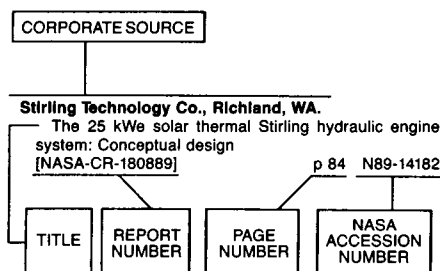 CORPORATE SOURCE
Stirling Technology Co., Richland, WA.
The 25 kWe solar thermal Stirling hydraulic engine
system: Conceptual design
[NASA-CR-180889] p 84 N89-14182
TITLE
REPORT
NUMBER
PAGE
NUMBER
NASA
ACCESSION
NUMBER